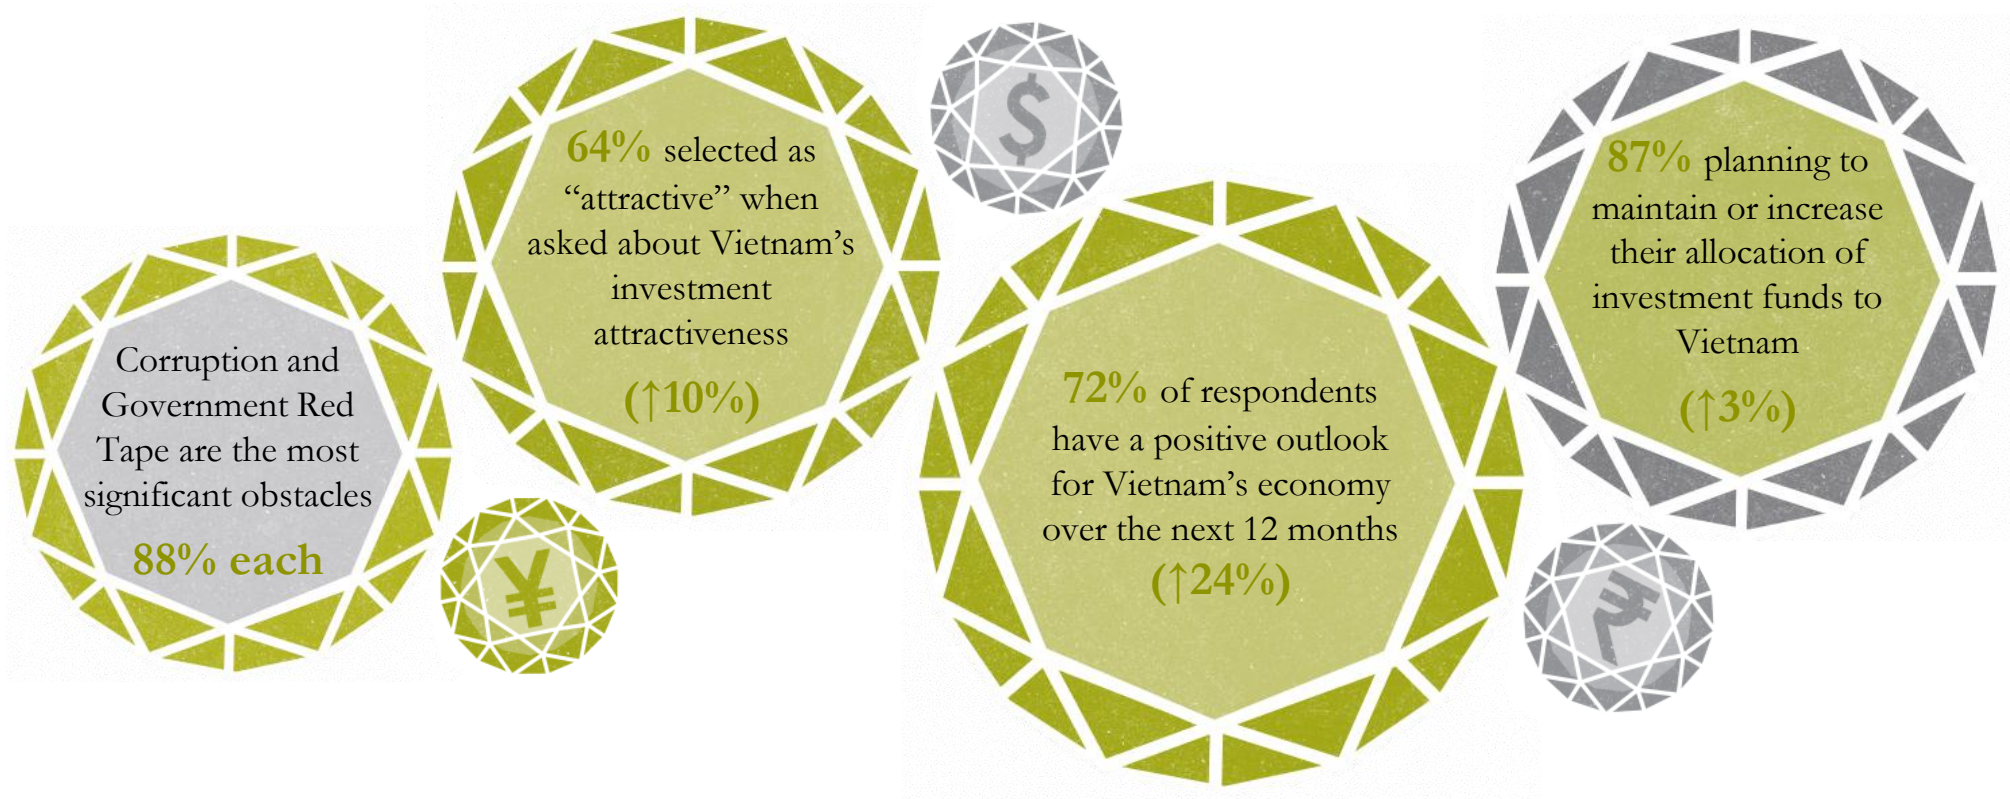 Corruption and
Government Red
Tape are the most
significant obstacles
88% each
64% selected as
“attractive” when
asked about Vietnam’s
investment
attractiveness
(↑10%)
¥
$
72% of respondents
have a positive outlook
for Vietnam’s economy
over the next 12 months
(↑24%)
87% planning to
maintain or increase
their allocation of
investment funds to
Vietnam
(↑3%)
₹